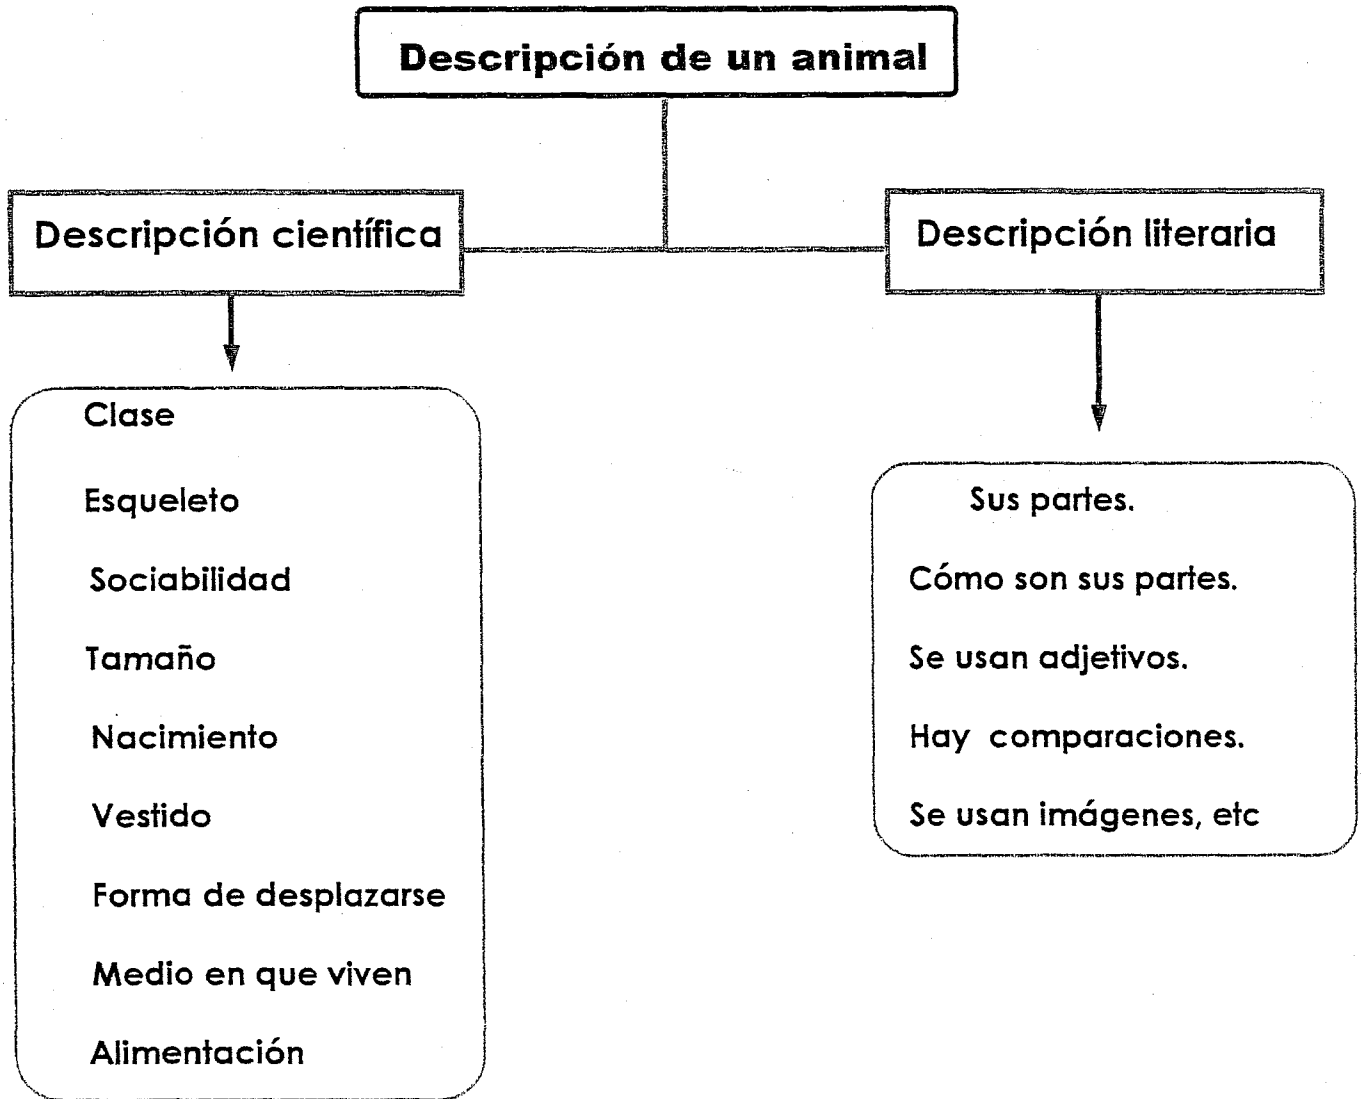 Descripción de un animal
Descripción científica
Clase
Esqueleto
Sociabilidad
Tamaño
Nacimiento
Vestido
Forma de desplazarse
Medio en que viven
Alimentación
Descripción literaria
Sus partes.
Cómo son sus partes.
Se usan adjetivos.
Hay comparaciones.
Se usan imágenes, etc